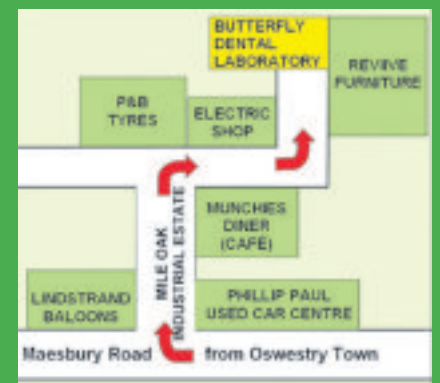 BUTTERFLY
DENTAL
LABORATORY
REVIIVE
FURNITURE
P&B
TYRES
ELECTRIC
SHOP
MILE OAK
INDUSTRIAL ESTATE
MUNCHIES
DINER
(CAFÉ)
LINDSTRAND
BALOONS
PHILLIP PAUL
USED CAR CENTRE
Maesbury Road
from Oswestry Town